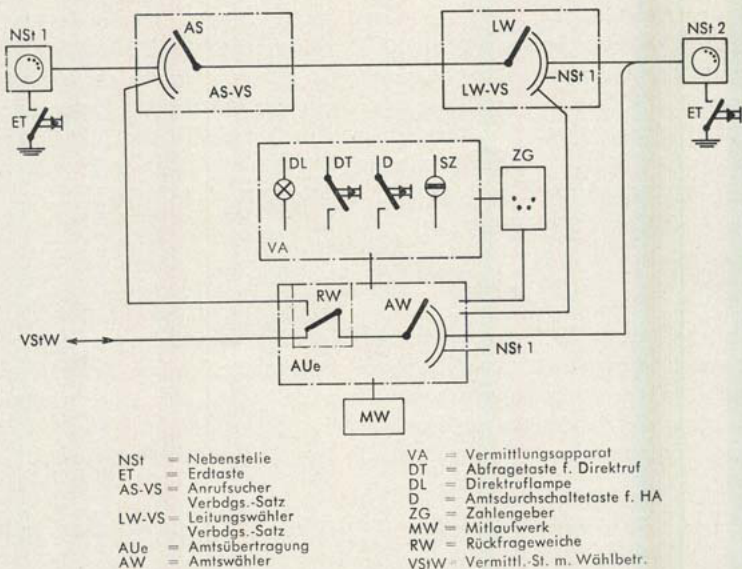 NSt 1
ET
AS
AS-VS
LW
LW-VS
NSt 1
NSt 2
ET
DL
DT
D
SZ
VA
ZG
RW
AW
VStW
AUe
NSt 1
MW
NSt = Nebenstelle
ET = Erdtaste
AS-VS = Anrufsucher
Verbdgs.-Satz
LW-VS = Leitungswähler
Verbdgs.-Satz
AUe = Amtsübertragung
AW = Amtswähler
VA = Vermittlungsapparat
DT = Abfragetaste f. Direktruf
DL = Direktruflampe
D = Amtsdurchschaltetaste f. HA
ZG = Zahlengeber
MW = Mitlaufwerk
RW = Rückfrageweiche
VStW = Vermittl.-St. m. Wählbetr.